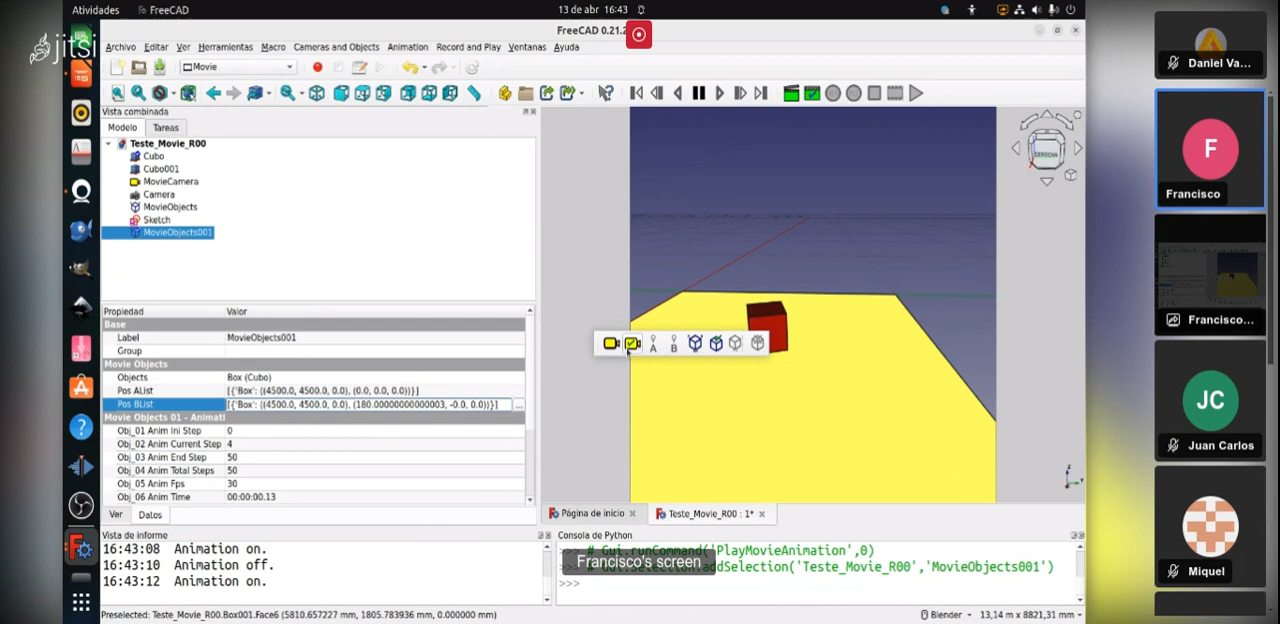 Atividades FreeCAD 13 de abr 16:43
FreeCAD 0.21.2
jitsi
Archivo Editar Ver Herramientas Macro Cameras and Objects Animation Record and Play Ventanas Ayuda
Movie
Vista combinada
Modelo Tareas
Teste_Movie_R00
Cubo
Cubo001
MovieCamera
Camera
MovieObjects
Sketch
MovieObjects001
Propiedad Valor
Base
Label MovieObjects001
Group
Movie Objects
Objects Box (Cubo)
Pos AList [{'Box': ((4500.0, 4500.0, 0.0), (0.0, 0.0, 0.0))}]
Pos BList [{'Box': ((4500.0, 4500.0, 0.0), (180.00000000000003, -0.0, 0.0))}] ...
Movie Objects 01 - Animati
Obj_01 Anim Ini Step 0
Obj_02 Anim Current Step 4
Obj_03 Anim End Step 50
Obj_04 Anim Total Steps 50
Obj_05 Anim Fps 30
Obj_06 Anim Time 00:00:00.13
Ver Datos
DERECHA
A B
Página de inicio Teste_Movie_R00 : 1*
Vista de informe
16:43:08 Animation on.
16:43:10 Animation off.
16:43:12 Animation on.
Consola de Python
>>> # Gui.runCommand('PlayMovieAnimation',0)
>>> # Gui.Selection.addSelection('Teste_Movie_R00','MovieObjects001')
>>>
Francisco's screen
Preselected: Teste_Movie_R00.Box001.Face6 (5810.657227 mm, 1805.783936 mm, 0.000000 mm)
Blender 13,14 m x 8821,31 mm
Daniel Va...
F
Francisco
Francisco...
JC
Juan Carlos
Miquel